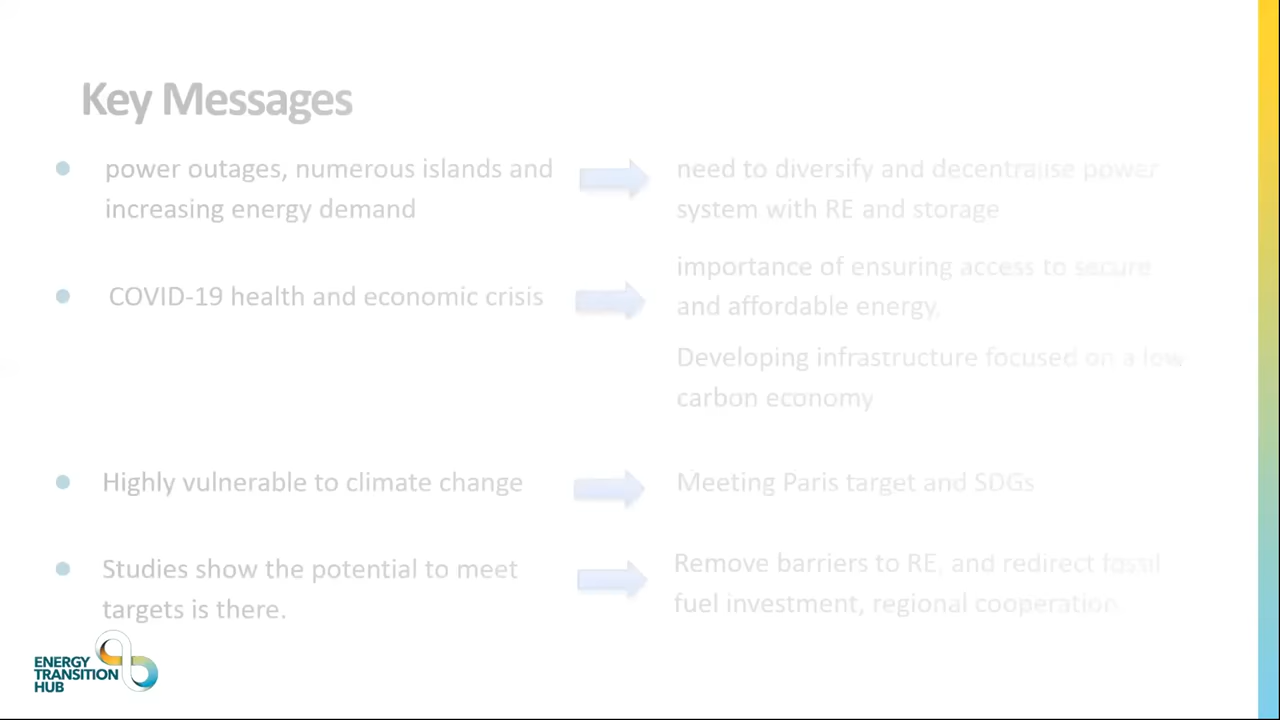 Key Messages
power outages, numerous islands and
increasing energy demand
need to diversify and decentralise power
system with RE and storage
COVID-19 health and economic crisis
importance of ensuring access to secure
and affordable energy,
Developing infrastructure focused on a low-
carbon economy
Highly vulnerable to climate change
Meeting Paris target and SDGs
Studies show the potential to meet
targets is there.
Remove barriers to RE, and redirect fossil
fuel investment, regional cooperation.
ENERGY
TRANSITION
HUB